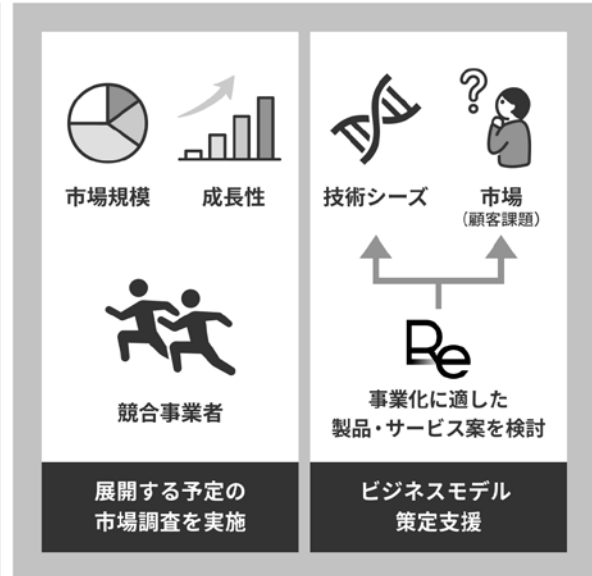 市場規模
成長性
競合事業者
展開する予定の
市場調査を実施
技術シーズ
市場
(顧客課題)
?
Re
事業化に適した
製品・サービス案を検討
ビジネスモデル
策定支援